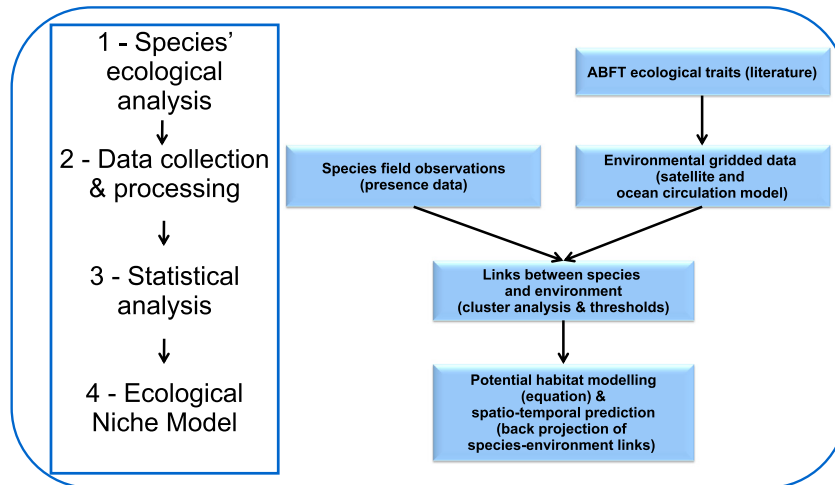 1 - Species’
ecological
analysis
2 - Data collection
& processing
3 - Statistical
analysis
4 - Ecological
Niche Model
ABFT ecological traits (literature)
Species field observations
(presence data)
Environmental gridded data
(satellite and
ocean circulation model)
Links between species
and environment
(cluster analysis & thresholds)
Potential habitat modelling
(equation) &
spatio-temporal prediction
(back projection of
species-environment links)